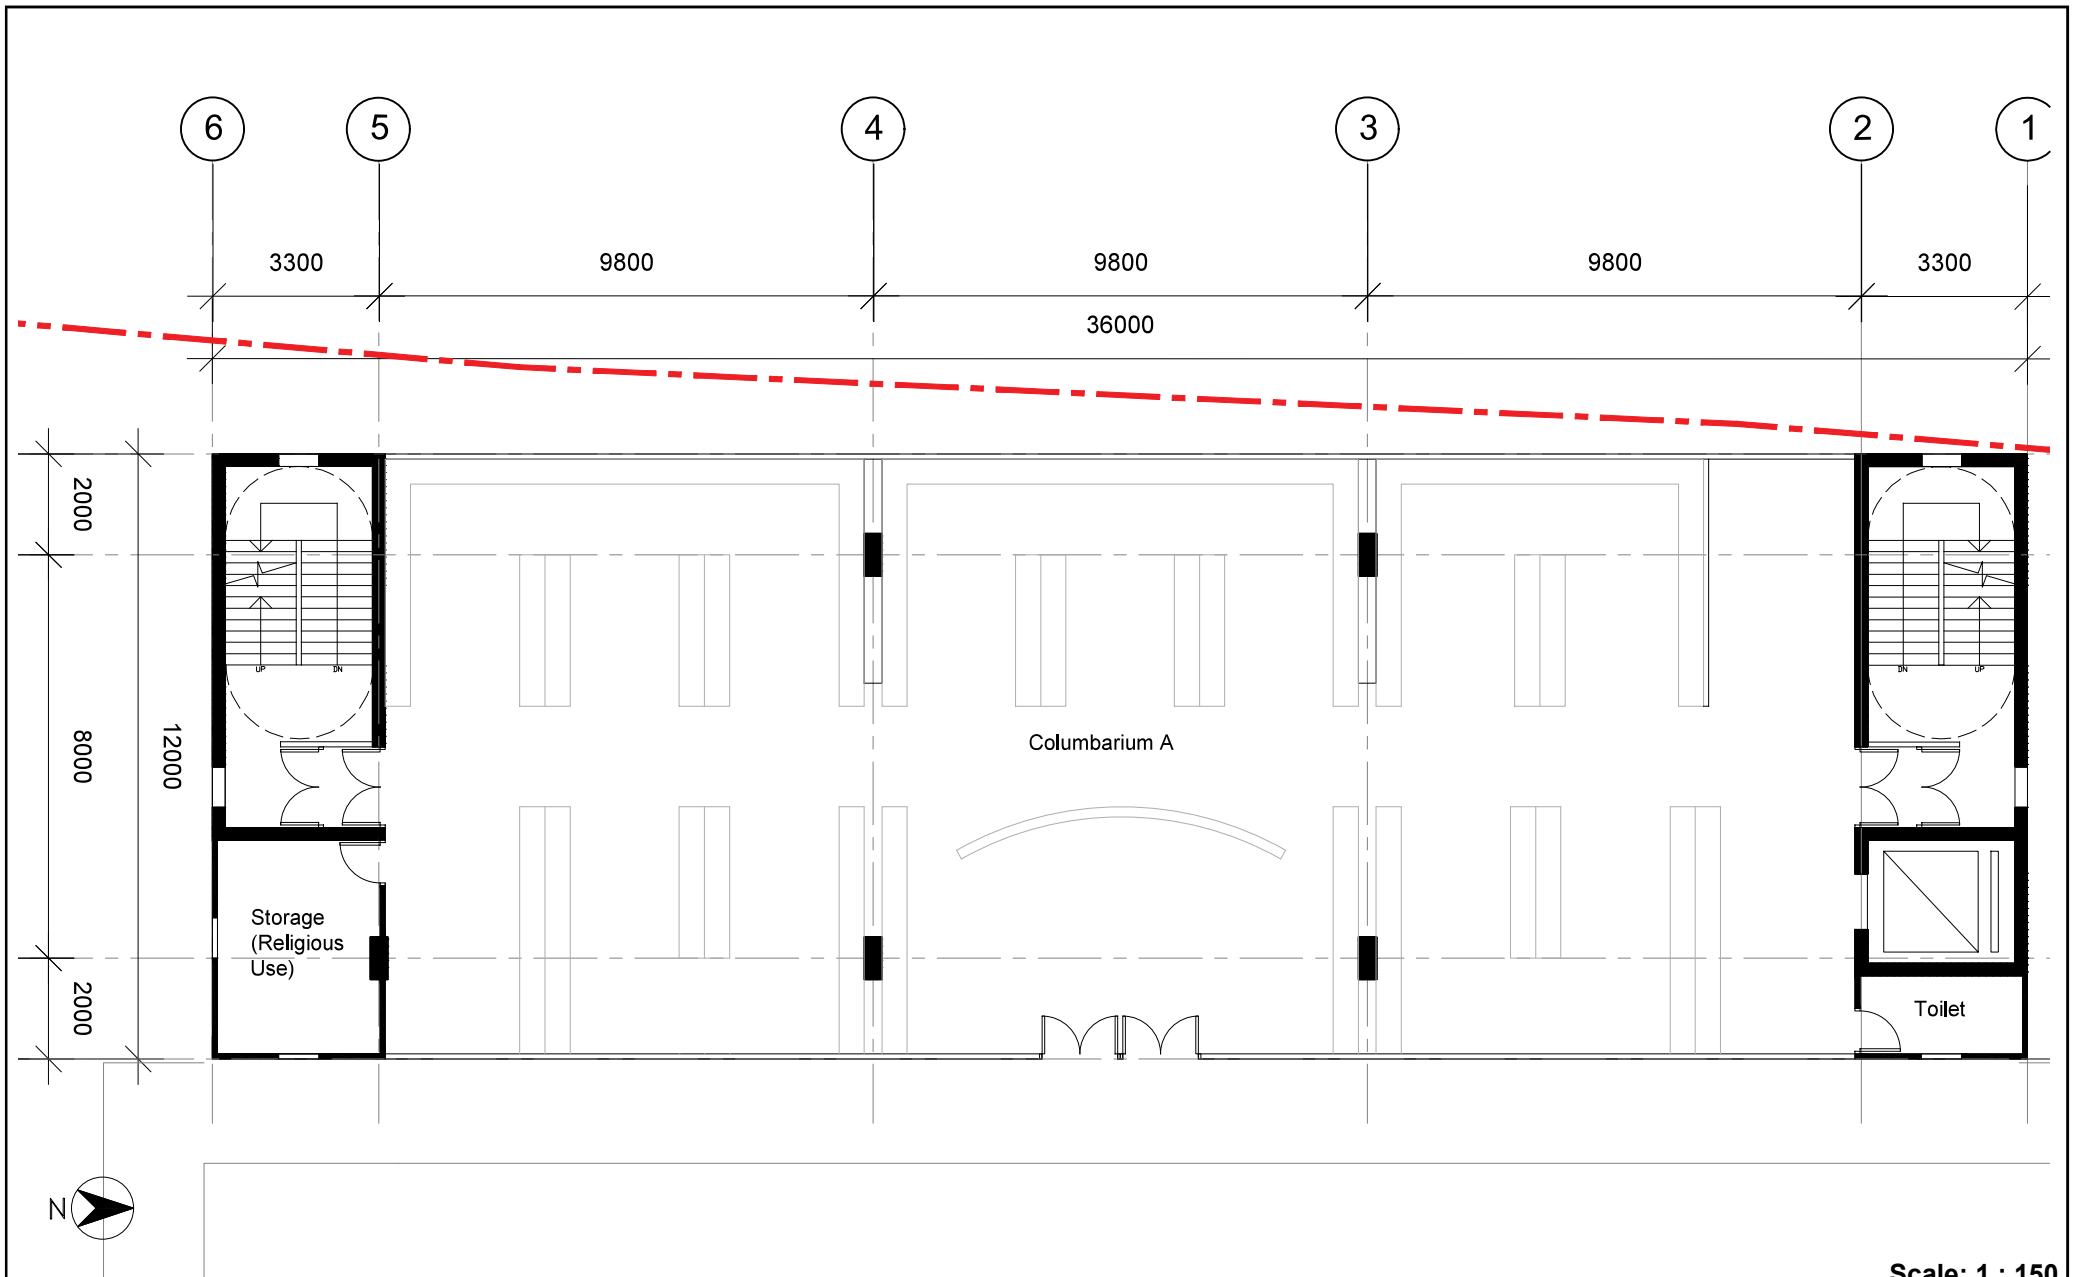 6 5 4 3 2 1
3300 9800 9800 9800 3300
36000
2000
8000
12000
2000
UP DN
DN UP
Columbarium A
Storage
(Religious
Use)
Toilet
N
Scale: 1 : 150